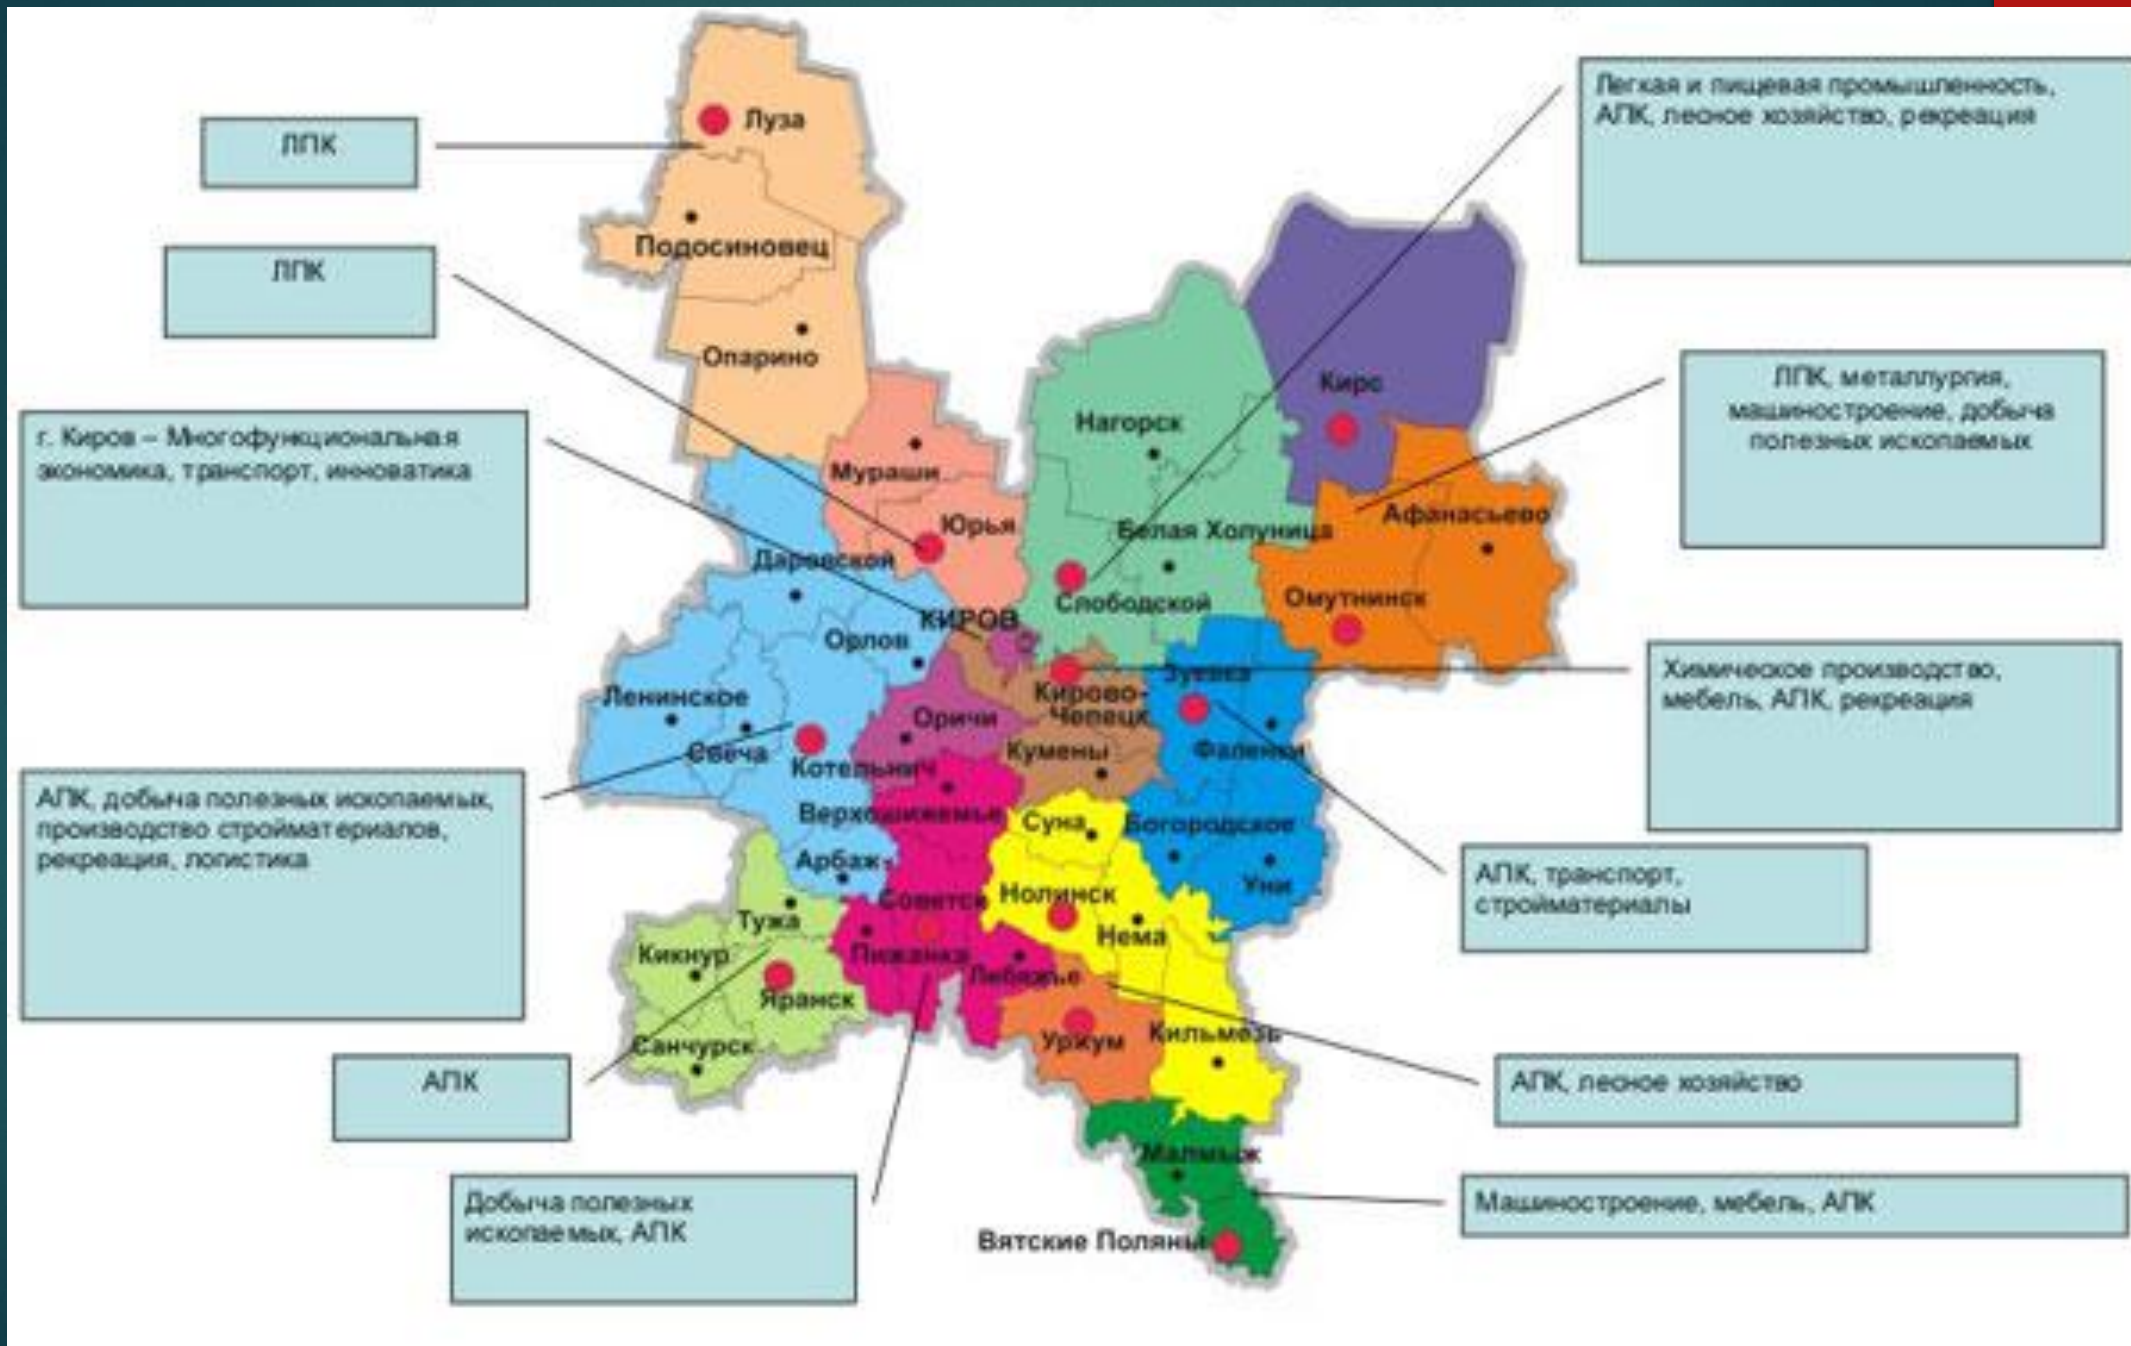 Луза
Легкая и пищевая промышленность,
АПК, лесное хозяйство, рекреация
ЛПК
Подосиновец
ЛПК
Опарино
Кирс
ЛПК, металлургия,
машиностроение, добыча
полезных ископаемых
г. Киров – Многофункциональная
экономика, транспорт, инноватика
Нагорск
Мураши
Юрья
Белая Холуница
Афанасьево
Даровской
Слободской
Омутнинск
КИРОВ
Орлов
Химическое производство,
мебель, АПК, рекреация
Зуевка
Кирово-
Чепецк
Ленинское
Оричи
Свеча
Кумены
Фаленки
Котельнич
АПК, добыча полезных ископаемых,
производство стройматериалов,
рекреация, логистика
Верхошижемье
Суна
Богородское
Арбаж
АПК, транспорт,
стройматериалы
Советск
Нолинск
Уни
Тужа
Нема
Кикнур
Пижанка
Лебяжье
Яранск
Санчурск
Уржум
Кильмезь
АПК
АПК, лесное хозяйство
Малмыж
Добыча полезных
ископаемых, АПК
Машиностроение, мебель, АПК
Вятские Поляны